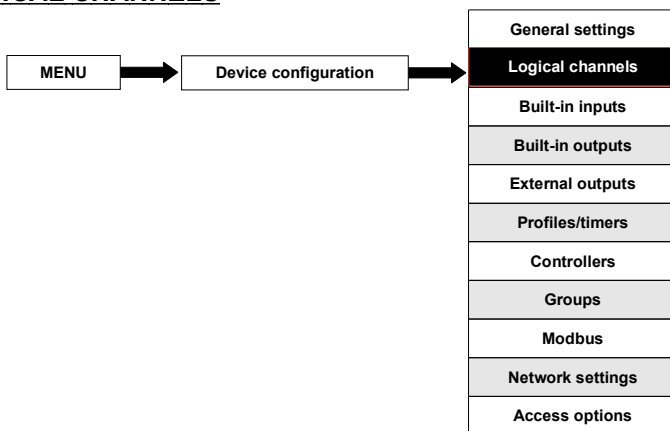 General settings
MENU
Device configuration
Logical channels
Built-in inputs
Built-in outputs
External outputs
Profiles/timers
Controllers
Groups
Modbus
Network settings
Access options